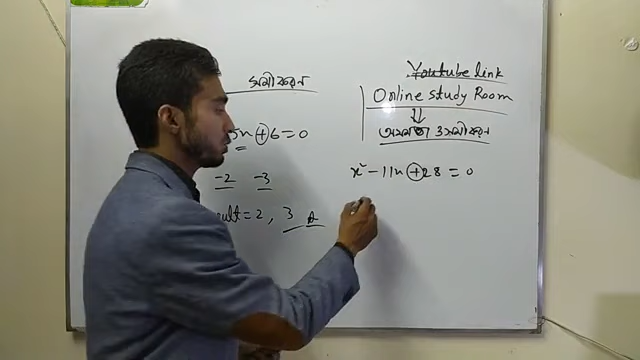 সমীকরণ
5x+6=0
-2 -3
ult = 2, 3
Youtube link
Online Study Room
⇓
অসমতা ও সমীকরণ
x² - 11x + 28 = 0